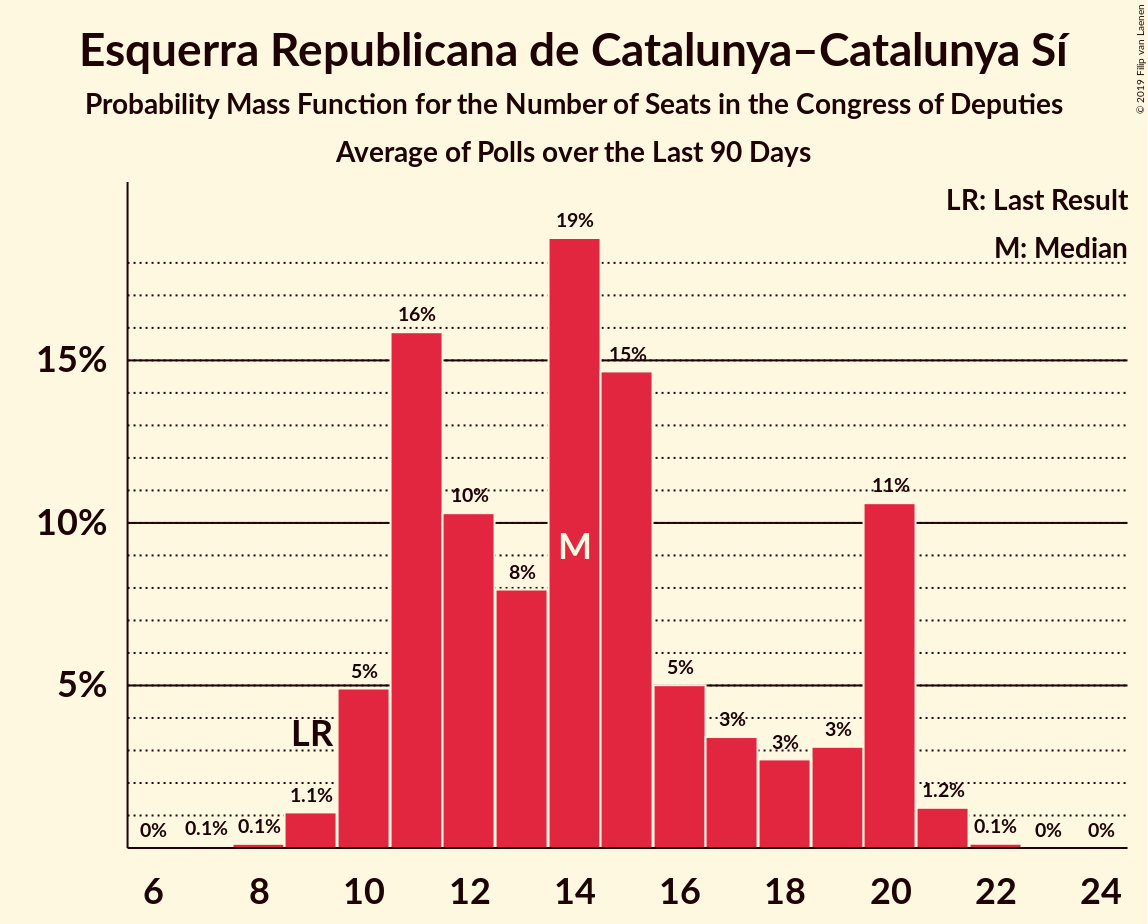 Esquerra Republicana de Catalunya–Catalunya Sí
Probability Mass Function for the Number of Seats in the Congress of Deputies
Average of Polls over the Last 90 Days
© 2019 Filip van Laenen
LR: Last Result
M: Median
19%
16%
15%
15%
11%
10%
10%
M
8%
5%
5%
5%
LR
3%
3%
3%
1.1%
1.2%
0%
0.1%
0.1%
0.1%
0%
0%
6 8 10 12 14 16 18 20 22 24